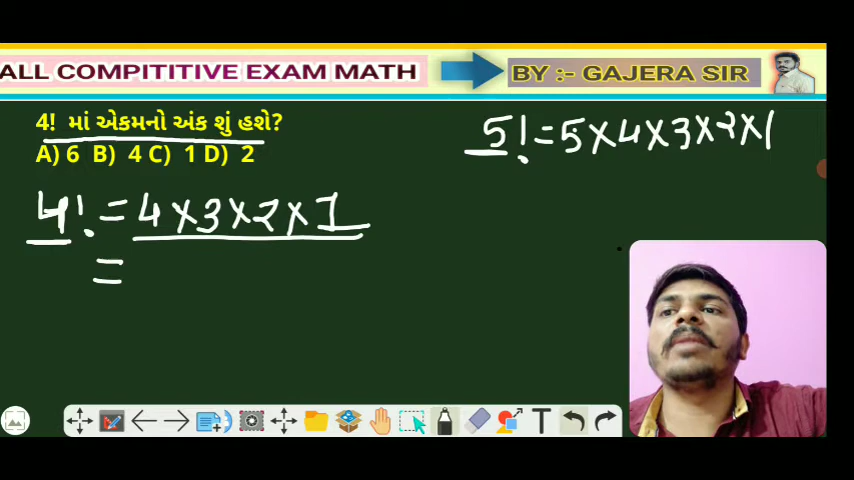 ALL COMPITITIVE EXAM MATH BY :- GAJERA SIR
4! માં એકમનો અંક શું હશે?
A) 6 B) 4 C) 1 D) 2
5! = 5×4×3×2×1
4! = 4×3×2×1
=
T